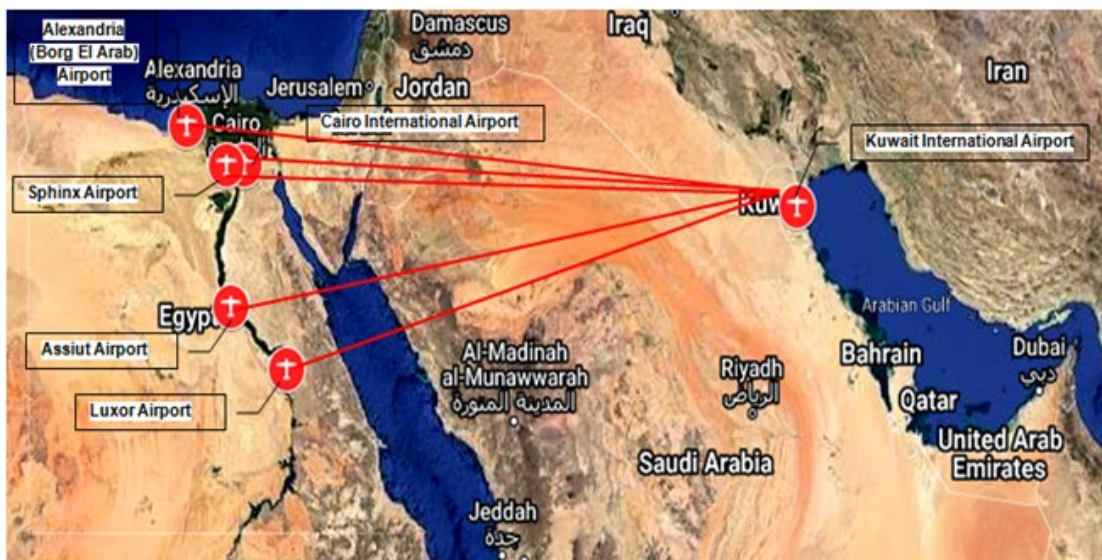 Alexandria
(Borg El Arab)
Airport
Damascus
دمشق
Iraq
Iran
Alexandria
الإسكندرية
Jerusalem
Jordan
Cairo
Cairo International Airport
Kuwait International Airport
Sphinx Airport
Kuw
Egypt
Arabian Gulf
Assiut Airport
Al-Madinah
al-Munawwarah
المدينة المنورة
Riyadh
الرياض
Bahrain
Dubai
دبي
Luxor Airport
Qatar
United Arab
Emirates
Saudi Arabia
Jeddah
جدة